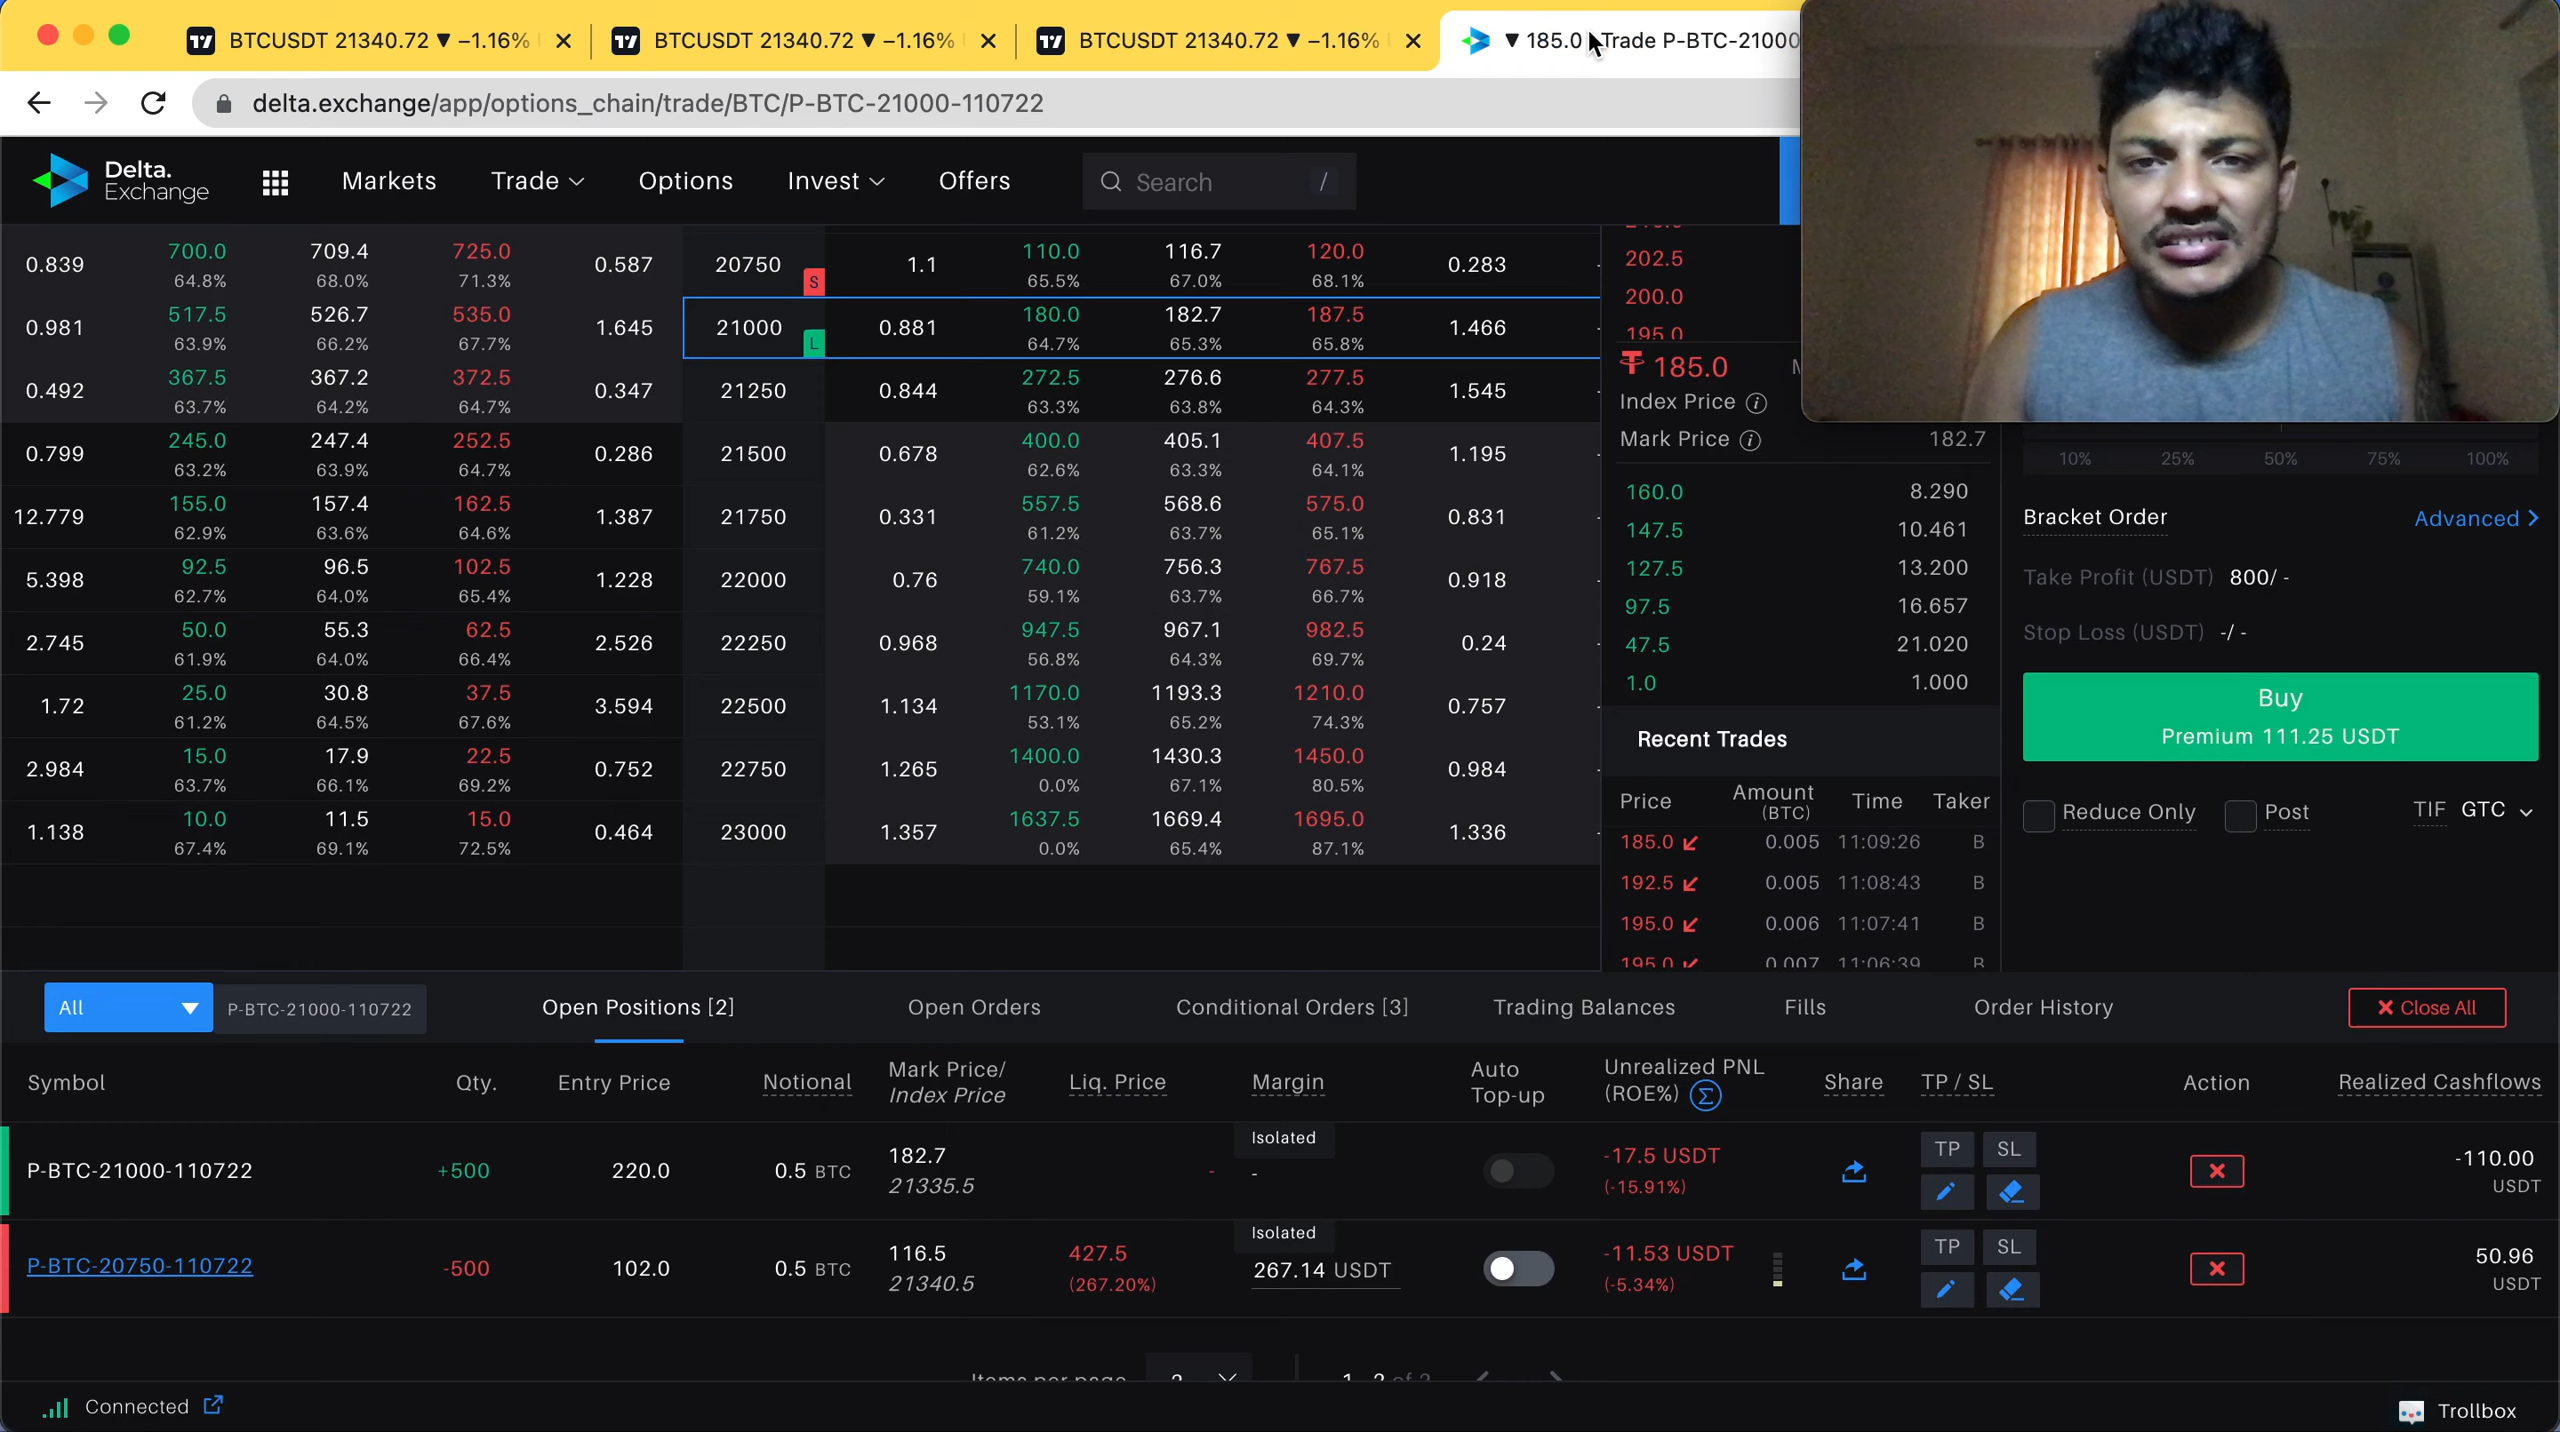 BTCUSDT 21340.72 ▼ −1.16%
BTCUSDT 21340.72 ▼ −1.16%
BTCUSDT 21340.72 ▼ −1.16%
▼ 185.0 Trade P-BTC-21000
delta.exchange/app/options_chain/trade/BTC/P-BTC-21000-110722
Delta.
Exchange
Markets Trade Options Invest Offers Search /
0.839 700.0 709.4 725.0 0.587 20750 S 1.1 110.0 116.7 120.0 0.283
64.8% 68.0% 71.3% 65.5% 67.0% 68.1%
0.981 517.5 526.7 535.0 1.645 21000 L 0.881 180.0 182.7 187.5 1.466
63.9% 66.2% 67.7% 64.7% 65.3% 65.8%
0.492 367.5 367.2 372.5 0.347 21250 0.844 272.5 276.6 277.5 1.545
63.7% 64.2% 64.7% 63.3% 63.8% 64.3%
0.799 245.0 247.4 252.5 0.286 21500 0.678 400.0 405.1 407.5 1.195
63.2% 63.9% 64.7% 62.6% 63.3% 64.1%
12.779 155.0 157.4 162.5 1.387 21750 0.331 557.5 568.6 575.0 0.831
62.9% 63.6% 64.6% 61.2% 63.7% 65.1%
5.398 92.5 96.5 102.5 1.228 22000 0.76 740.0 756.3 767.5 0.918
62.7% 64.0% 65.4% 59.1% 63.7% 66.7%
2.745 50.0 55.3 62.5 2.526 22250 0.968 947.5 967.1 982.5 0.24
61.9% 64.0% 66.4% 56.8% 64.3% 69.7%
1.72 25.0 30.8 37.5 3.594 22500 1.134 1170.0 1193.3 1210.0 0.757
61.2% 64.5% 67.6% 53.1% 65.2% 74.3%
2.984 15.0 17.9 22.5 0.752 22750 1.265 1400.0 1430.3 1450.0 0.984
63.7% 66.1% 69.2% 0.0% 67.1% 80.5%
1.138 10.0 11.5 15.0 0.464 23000 1.357 1637.5 1669.4 1695.0 1.336
67.4% 69.1% 72.5% 0.0% 65.4% 87.1%
202.5
200.0
195.0
185.0
Index Price
Mark Price 182.7
160.0 8.290
147.5 10.461
127.5 13.200
97.5 16.657
47.5 21.020
1.0 1.000
Recent Trades
Price Amount (BTC) Time Taker
185.0 0.005 11:09:26 B
192.5 0.005 11:08:43 B
195.0 0.006 11:07:41 B
195.0 0.007 11:06:39 B
10% 25% 50% 75% 100%
Bracket Order Advanced
Take Profit (USDT) 800/ -
Stop Loss (USDT) -/ -
Buy
Premium 111.25 USDT
Reduce Only Post TIF GTC
All P-BTC-21000-110722 Open Positions [2] Open Orders Conditional Orders [3] Trading Balances Fills Order History Close All
Symbol Qty. Entry Price Notional Mark Price/ Index Price Liq. Price Margin Auto Top-up Unrealized PNL (ROE%) Σ Share TP / SL Action Realized Cashflows
P-BTC-21000-110722 +500 220.0 0.5 BTC 182.7 - Isolated - -17.5 USDT TP SL -110.00
21335.5 (-15.91%) USDT
P-BTC-20750-110722 -500 102.0 0.5 BTC 116.5 427.5 Isolated 267.14 USDT -11.53 USDT TP SL 50.96
21340.5 (267.20%) (-5.34%) USDT
Items per page
Connected Trollbox